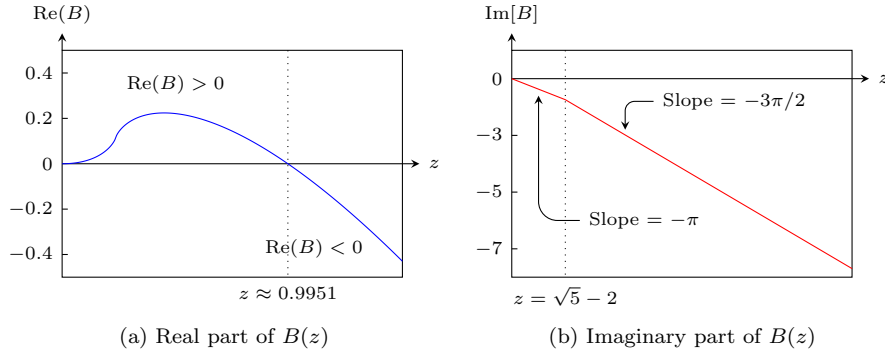 Re(B)
0.4
Re(B) > 0
0.2
0
z
−0.2
Re(B) < 0
−0.4
z ≈ 0.9951
(a) Real part of B(z)
Im[B]
0
z
Slope = −3π/2
−3
−5
Slope = −π
−7
z = √5 − 2
(b) Imaginary part of B(z)